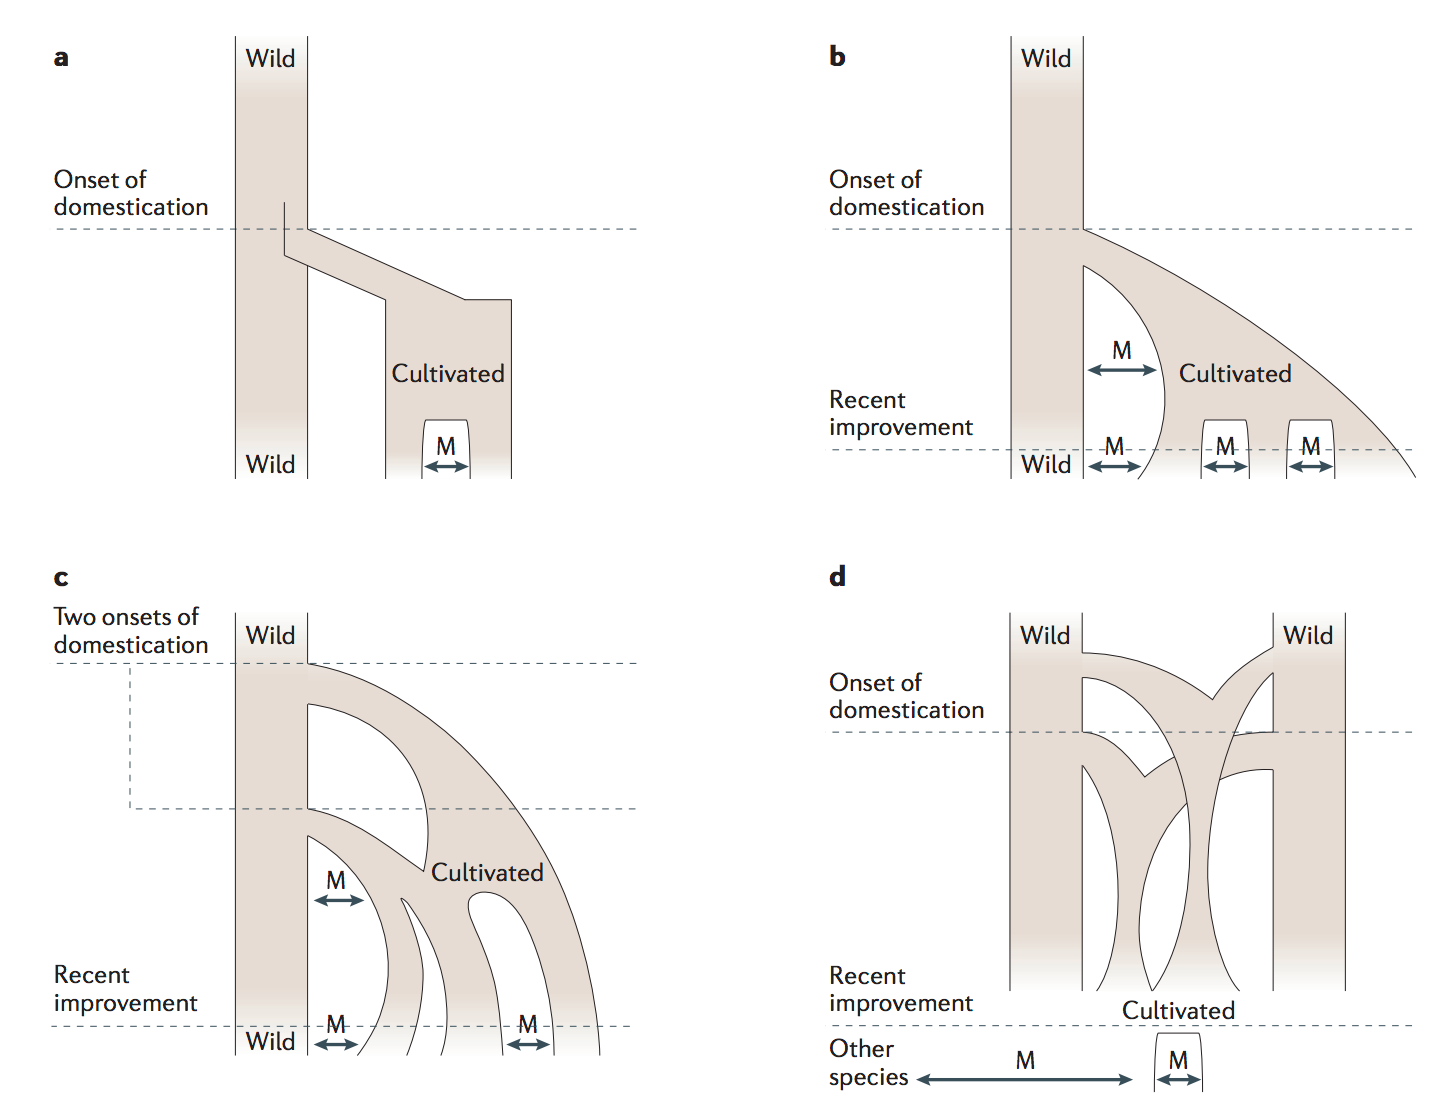 a
Wild
Onset of
domestication
Cultivated
M
Wild
b
Wild
Onset of
domestication
M
Cultivated
Recent
improvement
M
M
M
Wild
c
Two onsets of
domestication
Wild
Cultivated
M
Recent
improvement
M
M
Wild
d
Wild
Wild
Onset of
domestication
Recent
improvement
Cultivated
Other
species
M
M